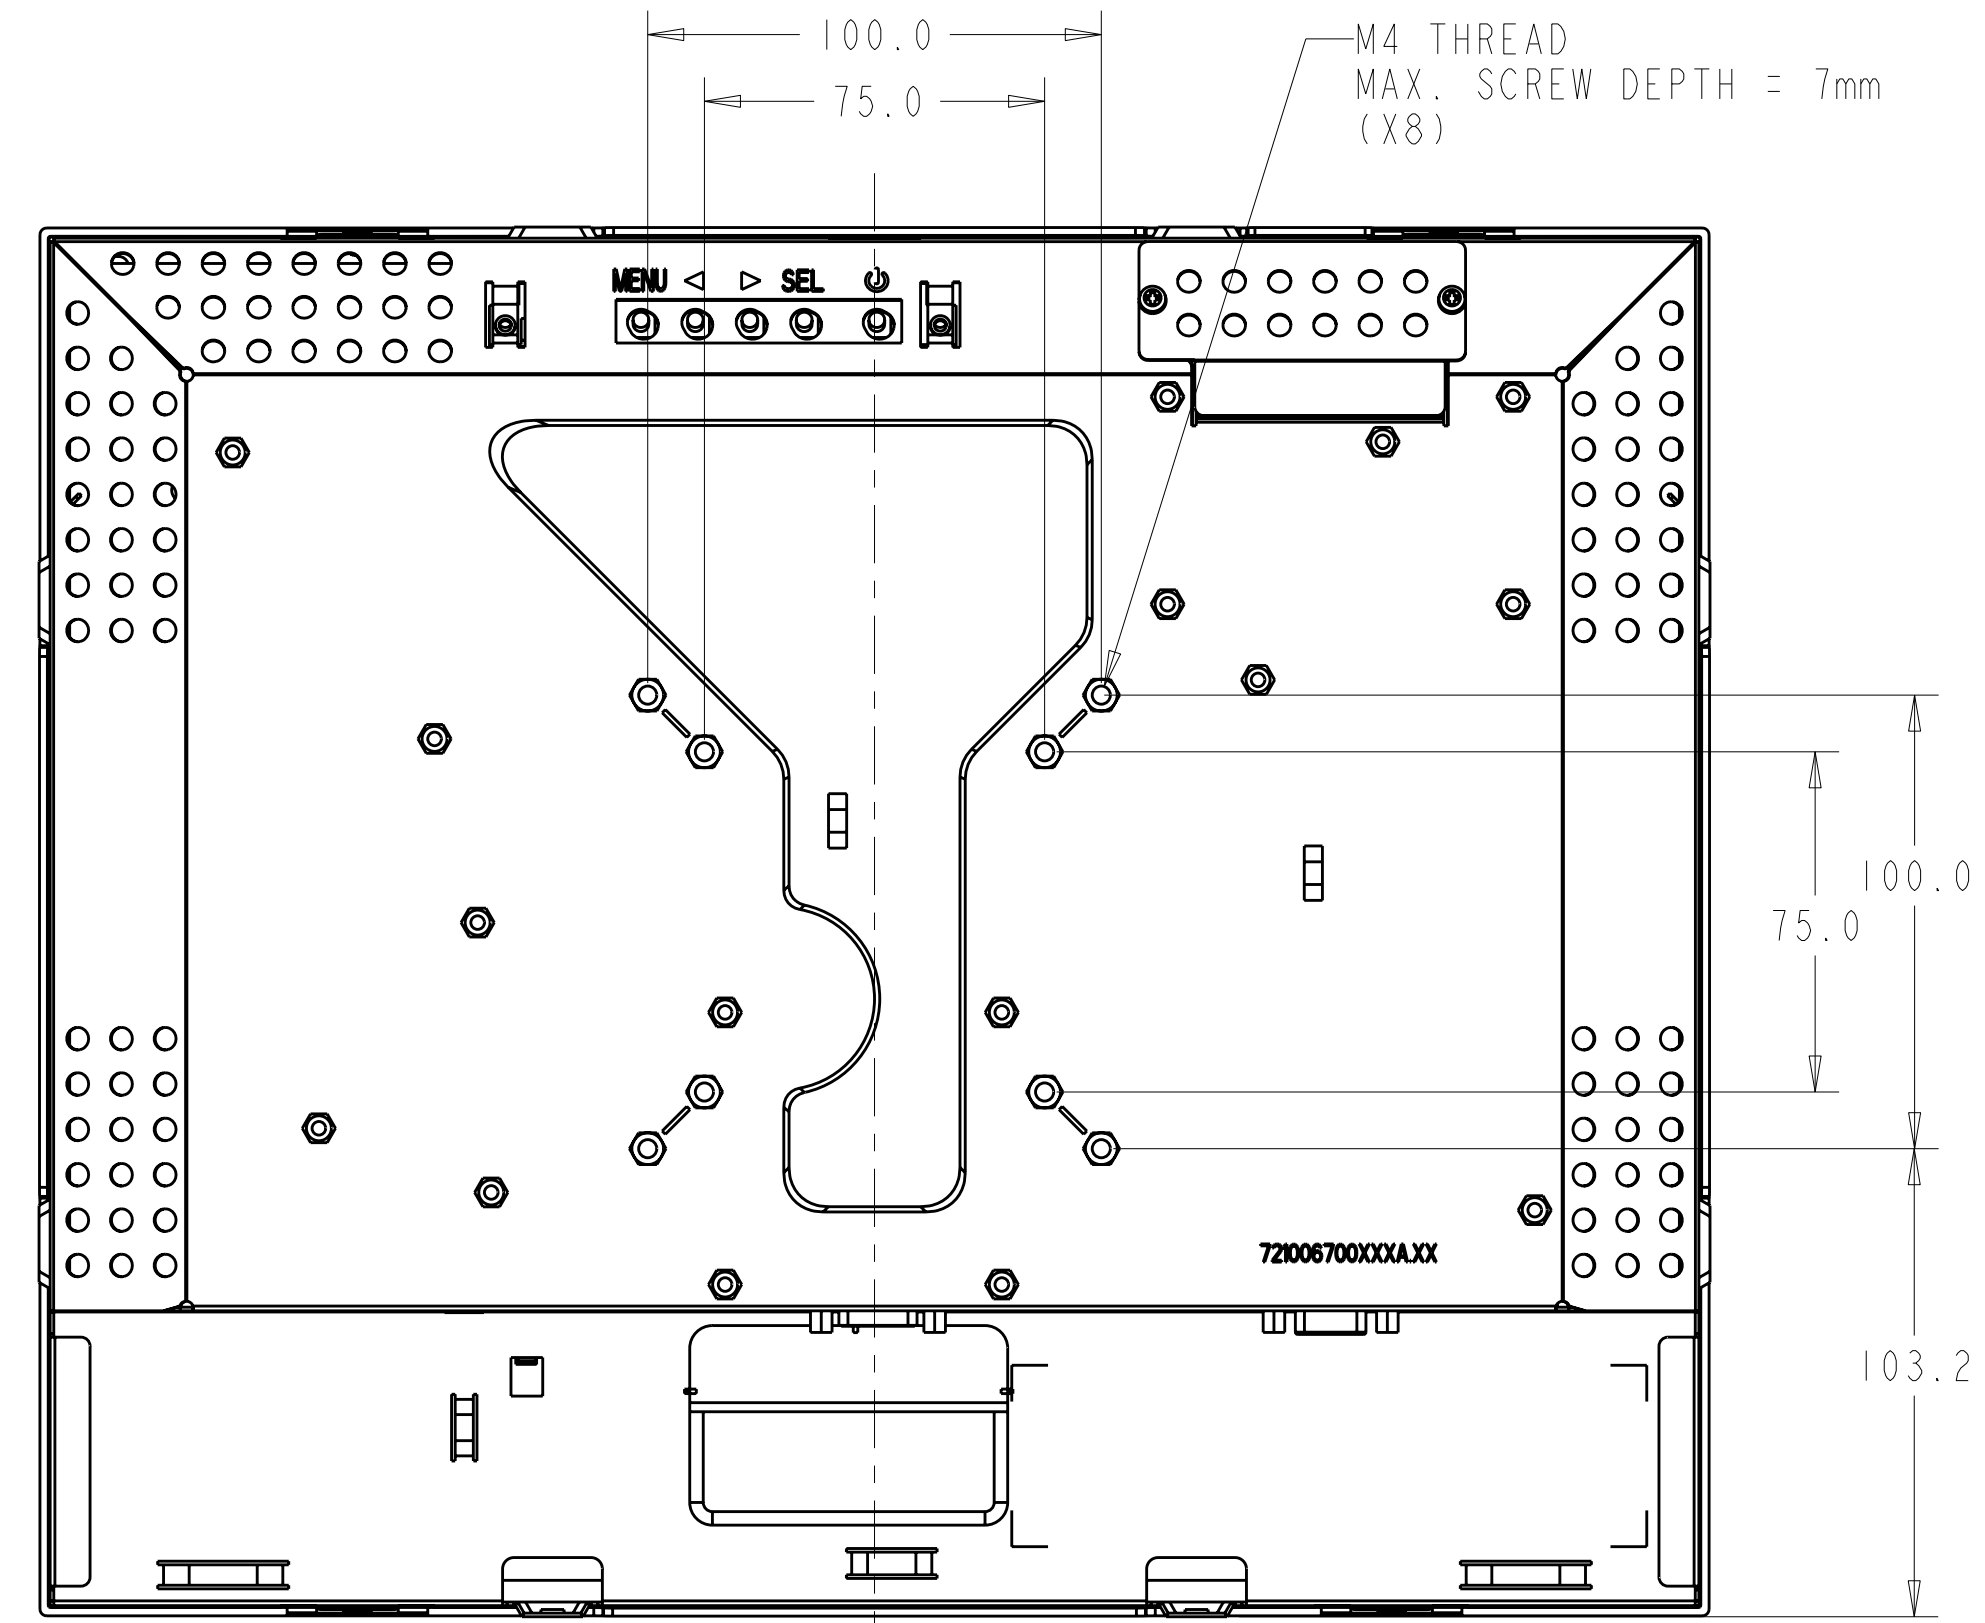 100.0
75.0
M4 THREAD
MAX. SCREW DEPTH = 7mm
(X8)
MENU SEL
100.0
75.0
721006700XXXA.XX
103.2